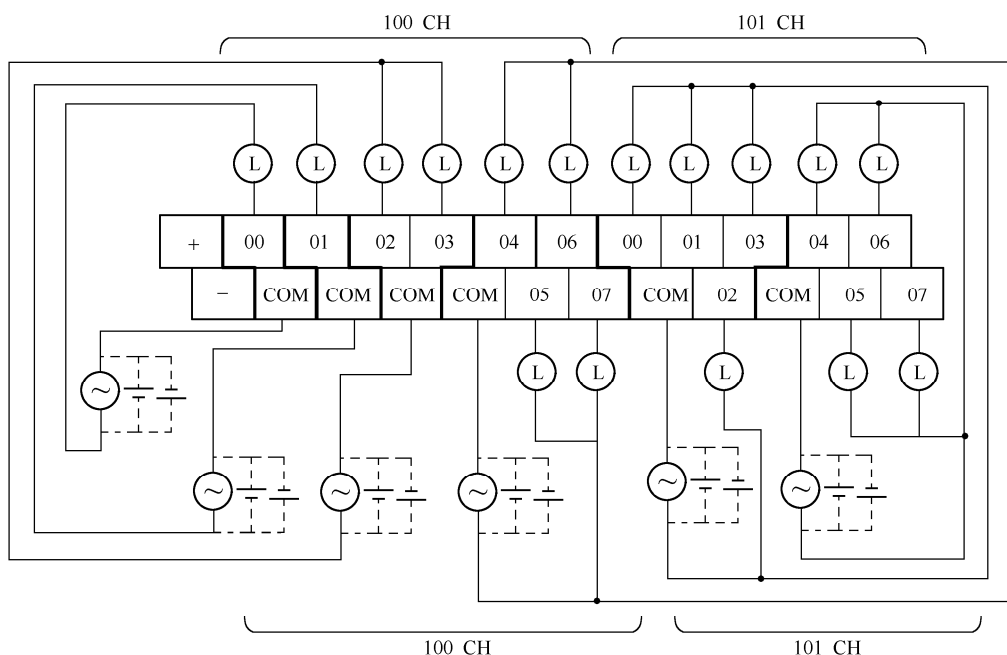 100 CH 101 CH
L L L L L L L L L L L
+ 00 01 02 03 04 06 00 01 03 04 06
− COM COM COM COM 05 07 COM 02 COM 05 07
L L L L L
~
~ ~ ~ ~ ~
100 CH 101 CH